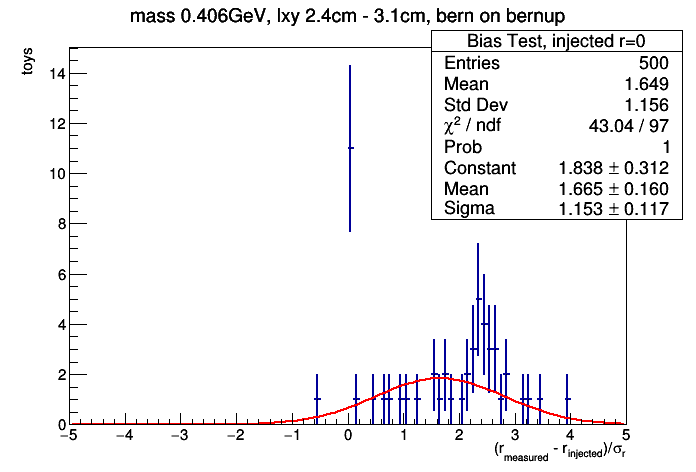 mass 0.406GeV, lxy 2.4cm - 3.1cm, bern on bernup
toys
Bias Test, injected r=0
Entries 500
Mean 1.649
Std Dev 1.156
χ² / ndf 43.04 / 97
Prob 1
Constant 1.838 ± 0.312
Mean 1.665 ± 0.160
Sigma 1.153 ± 0.117
14
12
10
8
6
4
2
0
−5 −4 −3 −2 −1 0 1 2 3 4 5
(r_measured - r_injected)/σ_r